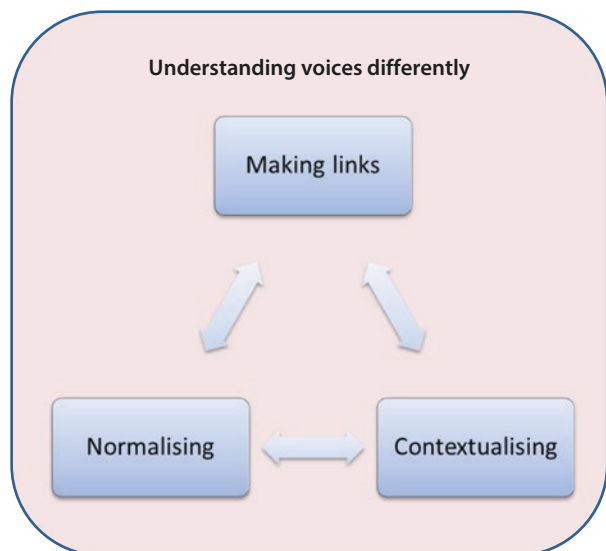 Understanding voices differently
Making links
Normalising
Contextualising